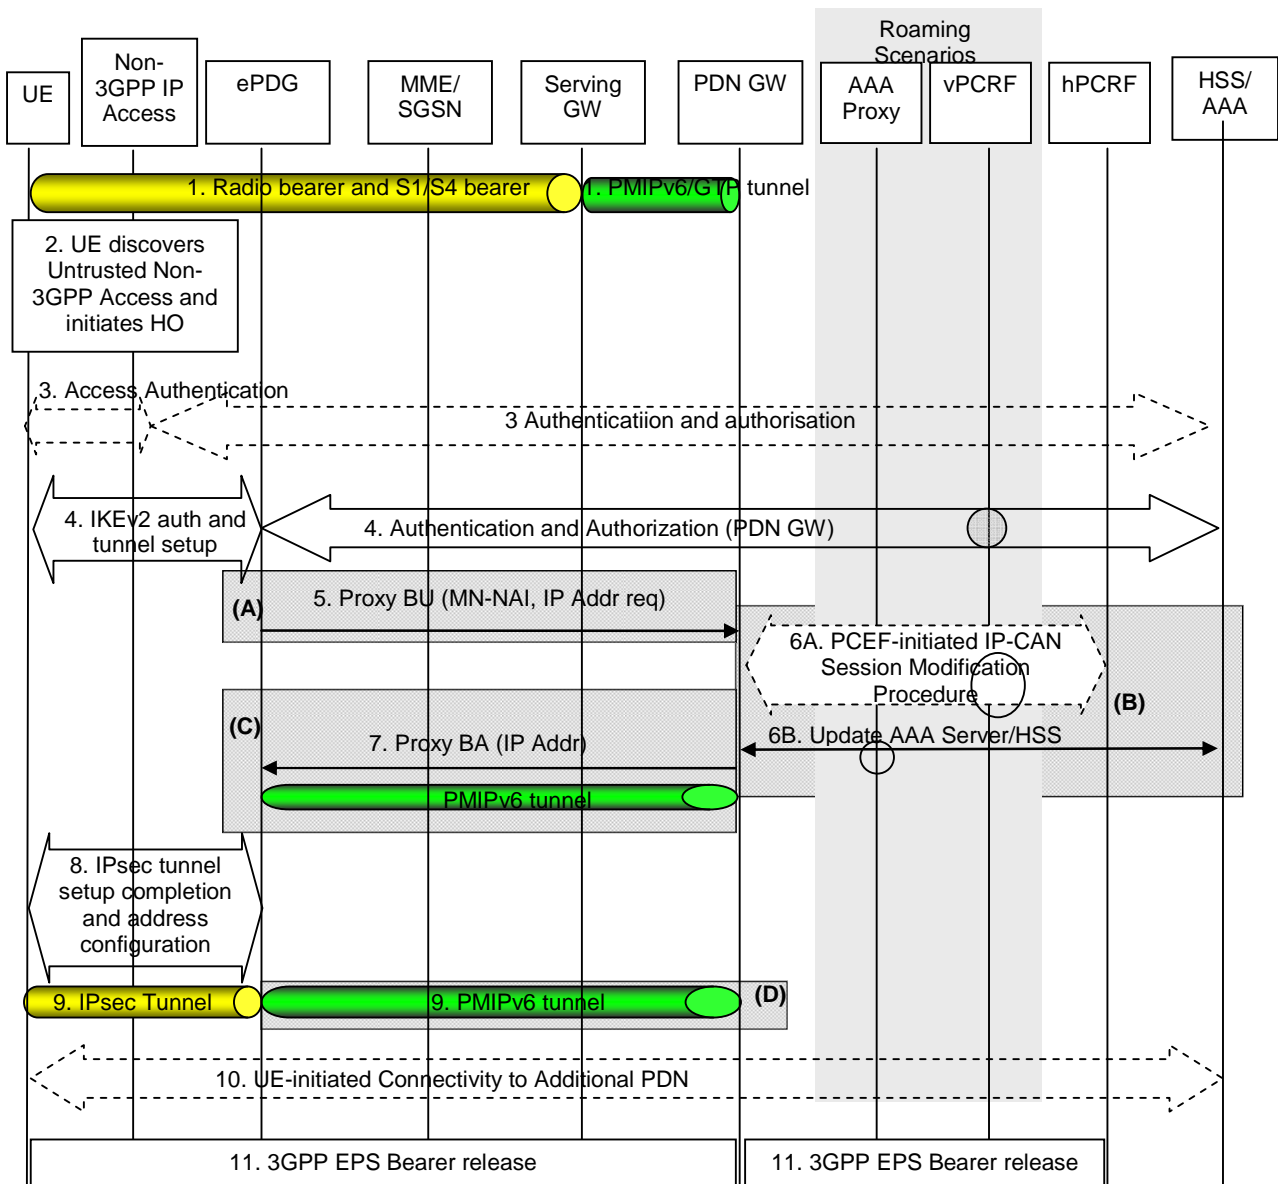 Roaming
Scenarios
UE
Non-
3GPP IP
Access
ePDG
MME/
SGSN
Serving
GW
PDN GW
AAA
Proxy
vPCRF
hPCRF
HSS/
AAA
1. Radio bearer and S1/S4 bearer
1. PMIPv6/GTP tunnel
2. UE discovers
Untrusted Non-
3GPP Access and
initiates HO
3. Access Authentication
3 Authenticatiion and authorisation
4. IKEv2 auth and
tunnel setup
4. Authentication and Authorization (PDN GW)
(A)
5. Proxy BU (MN-NAI, IP Addr req)
6A. PCEF-initiated IP-CAN
Session Modification
Procedure
(B)
(C)
7. Proxy BA (IP Addr)
6B. Update AAA Server/HSS
PMIPv6 tunnel
8. IPsec tunnel
setup completion
and address
configuration
9. IPsec Tunnel
9. PMIPv6 tunnel
(D)
10. UE-initiated Connectivity to Additional PDN
11. 3GPP EPS Bearer release
11. 3GPP EPS Bearer release